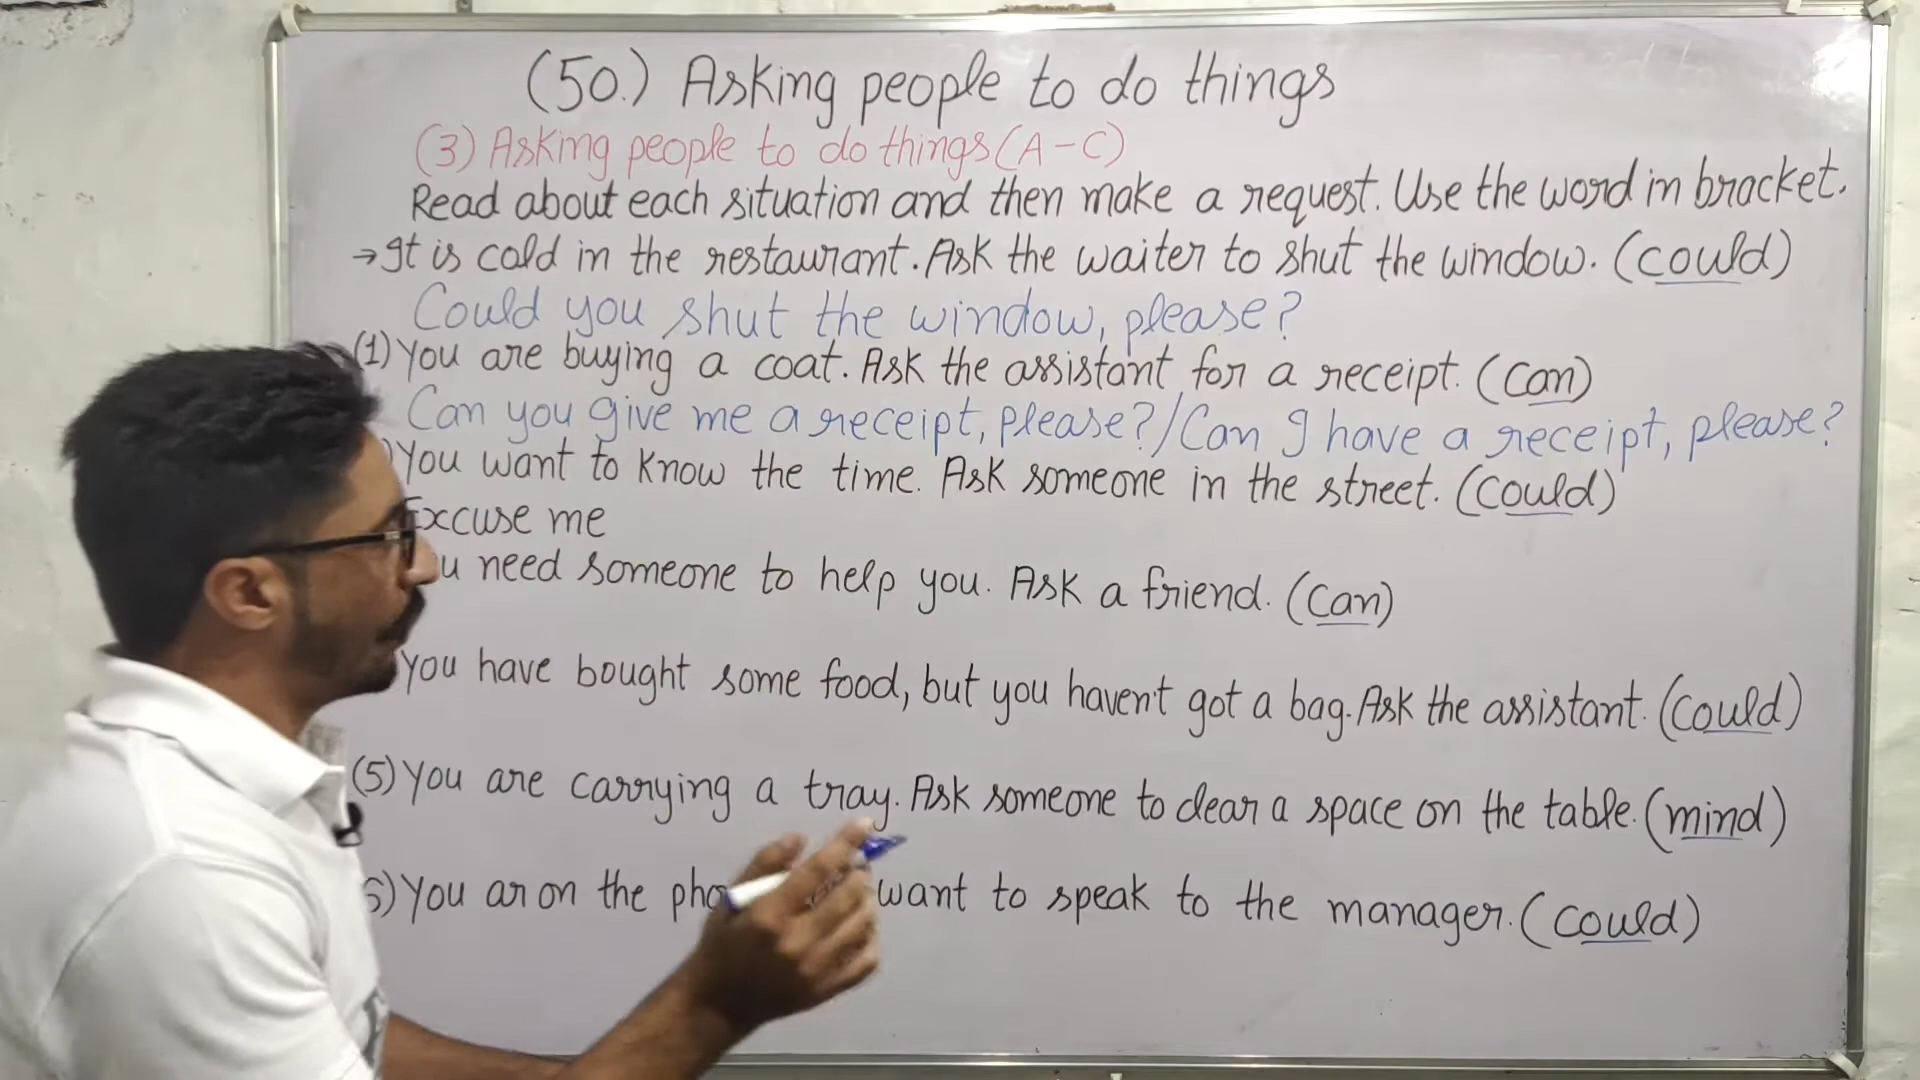 (50.) Asking people to do things
(3) Asking people to do things (A-C)
Read about each situation and then make a request. Use the word in bracket.
→It is cold in the restaurant. Ask the waiter to shut the window. (could)
Could you shut the window, please?
(1) You are buying a coat. Ask the assistant for a receipt. (can)
Can you give me a receipt, please?/Can I have a receipt, please?
) You want to know the time. Ask someone in the street. (could)
Excuse me
u need someone to help you. Ask a friend. (can)
you have bought some food, but you haven't got a bag. Ask the assistant. (could)
(5) You are carrying a tray. Ask someone to clear a space on the table. (mind)
6) You ar on the pho want to speak to the manager. (could)